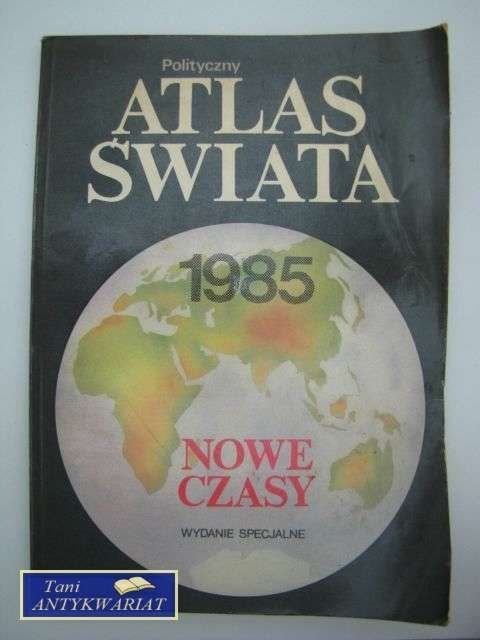 Polityczny
ATLAS
ŚWIATA
1985
NOWE
CZASY
WYDANIE SPECJALNE
Tani
ANTYKWARIAT